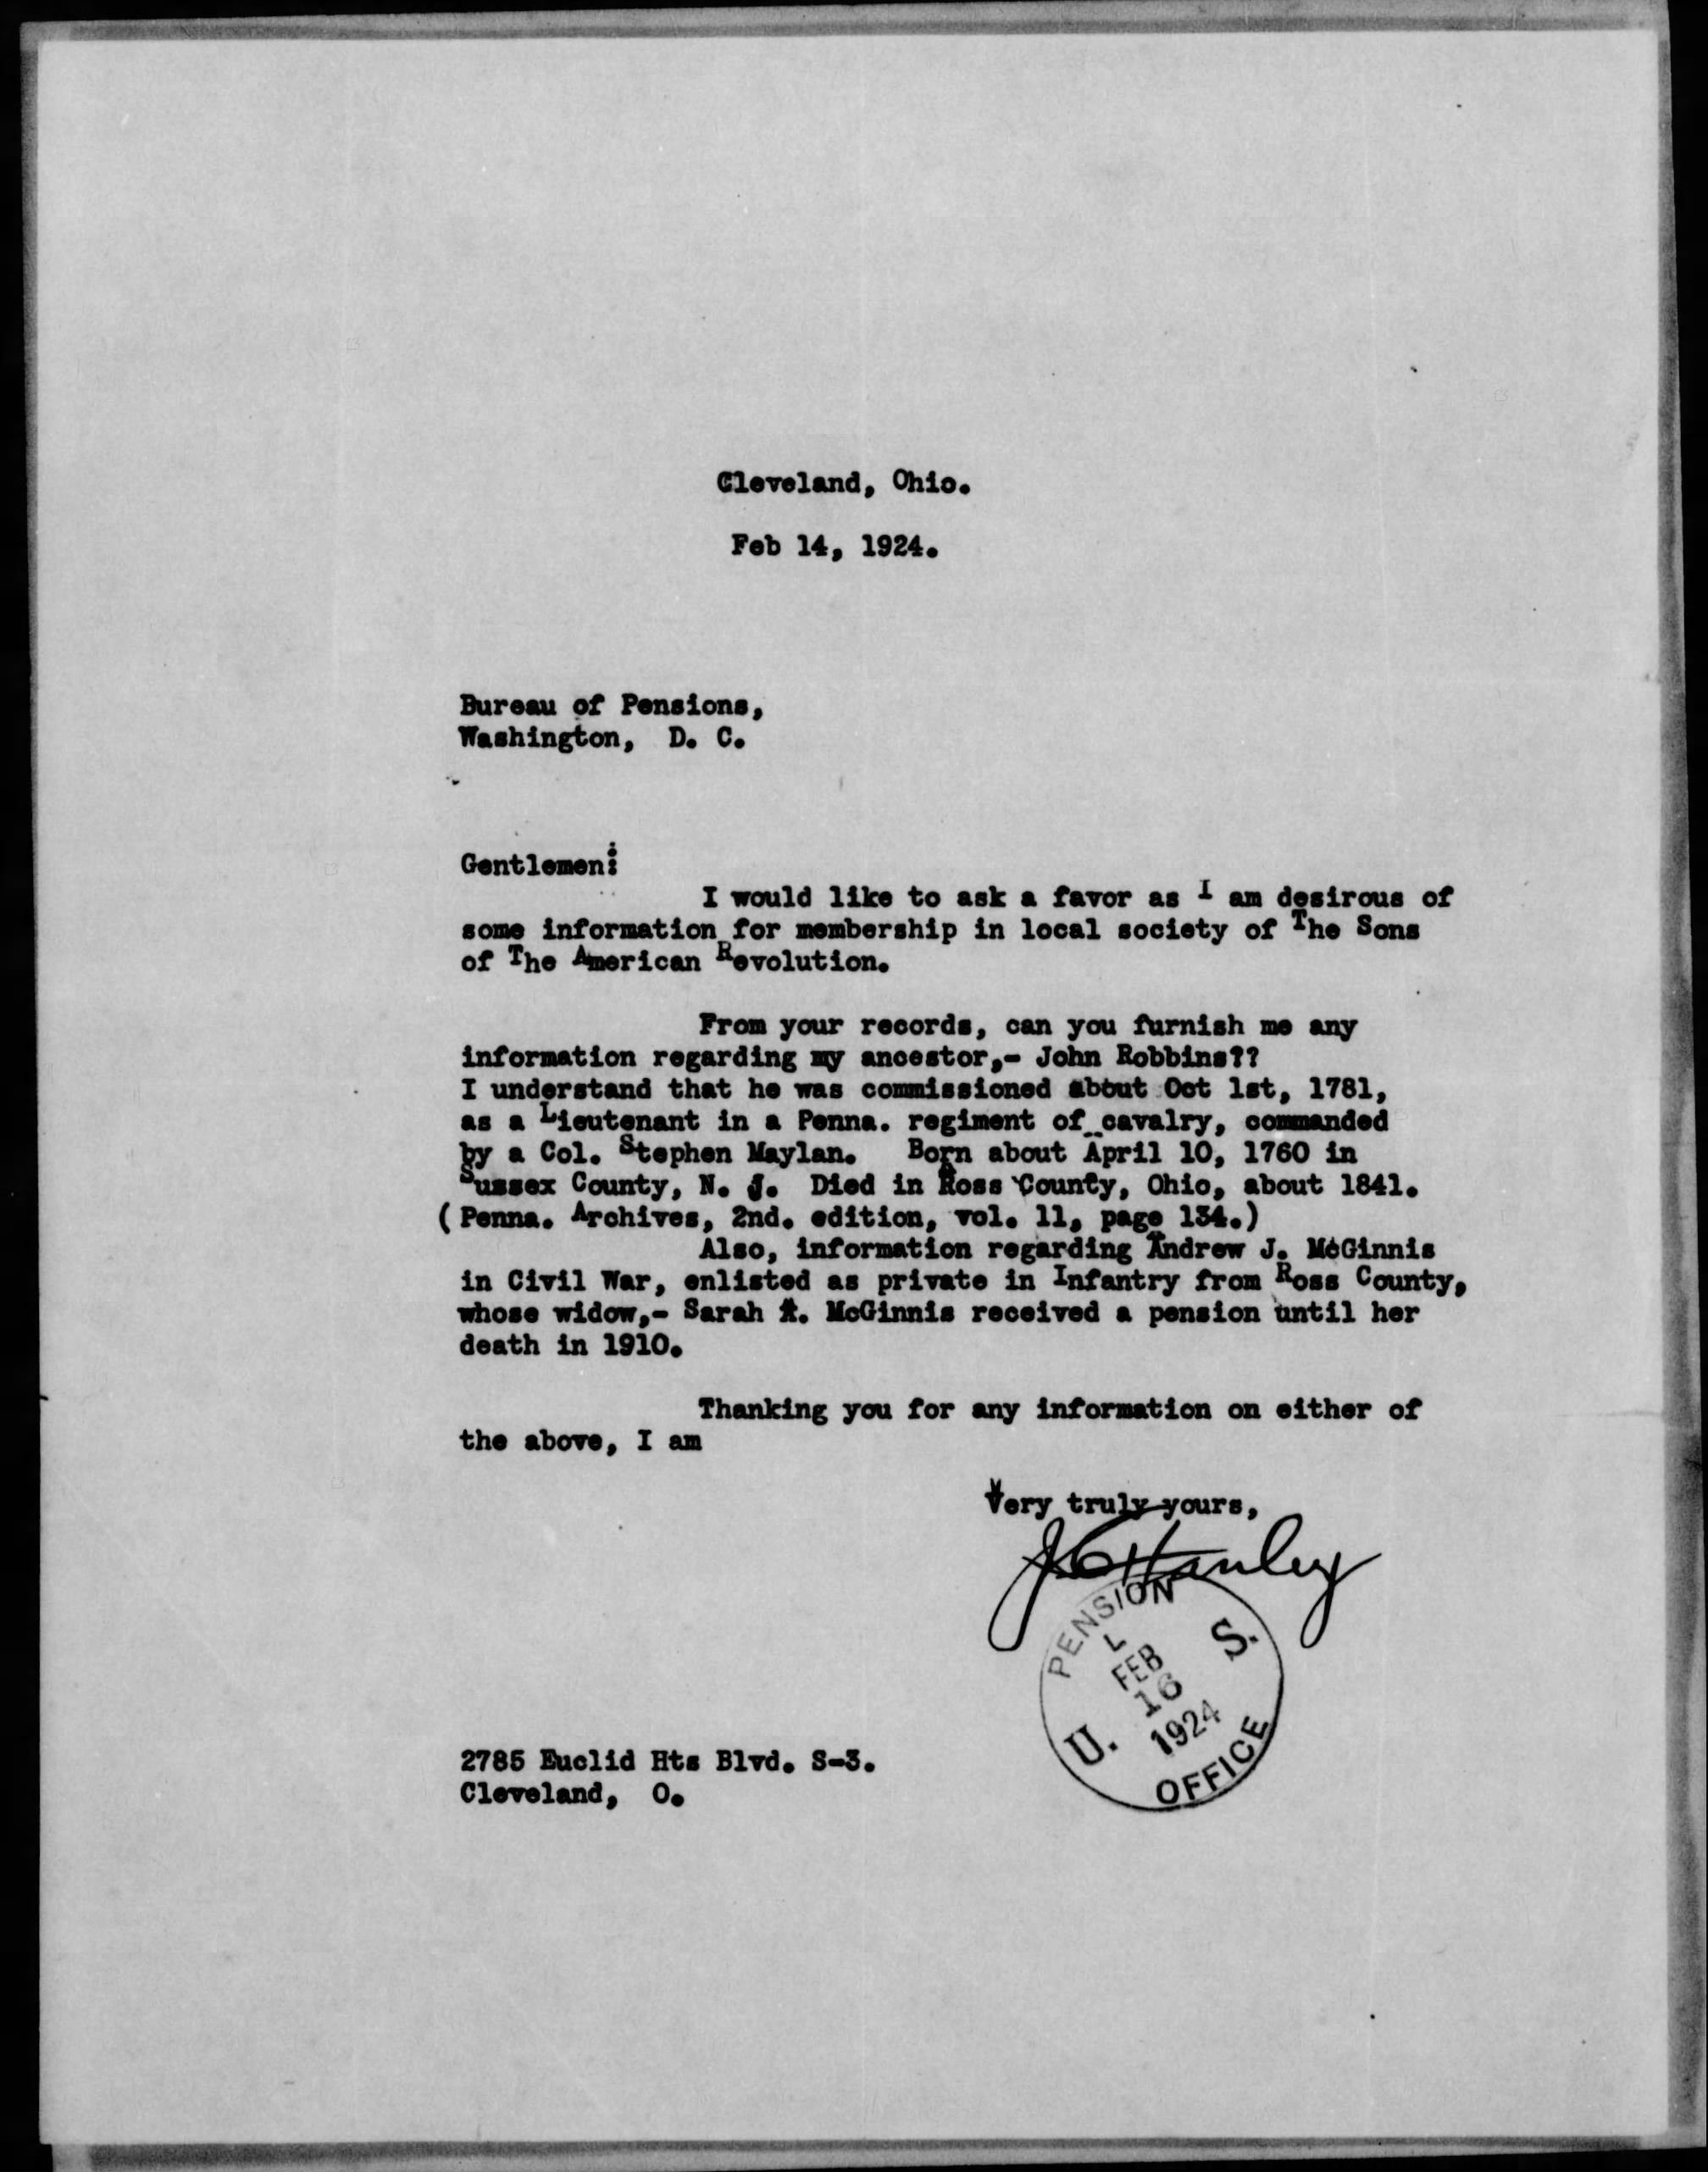 Cleveland, Ohio.
Feb 14, 1924.
Bureau of Pensions,
Washington, D. C.
Gentlemen:
I would like to ask a favor as I am desirous of
some information for membership in local society of The Sons
of The American Revolution.
From your records, can you furnish me any
information regarding my ancestor,- John Robbins??
I understand that he was commissioned about Oct 1st, 1781,
as a Lieutenant in a Penna. regiment of cavalry, commanded
by a Col. Stephen Maylan. Born about April 10, 1760 in
Sussex County, N. J. Died in Ross County, Ohio, about 1841.
(Penna. Archives, 2nd. edition, vol. 11, page 134.)
Also, information regarding Andrew J. McGinnis
in Civil War, enlisted as private in Infantry from Ross County,
whose widow,- Sarah McGinnis received a pension until her
death in 1910.
Thanking you for any information on either of
the above, I am
Very truly yours,
Hanley
PENSION
L
FEB
16
1924
U. S.
OFFICE
2785 Euclid Hts Blvd. S-3.
Cleveland, O.